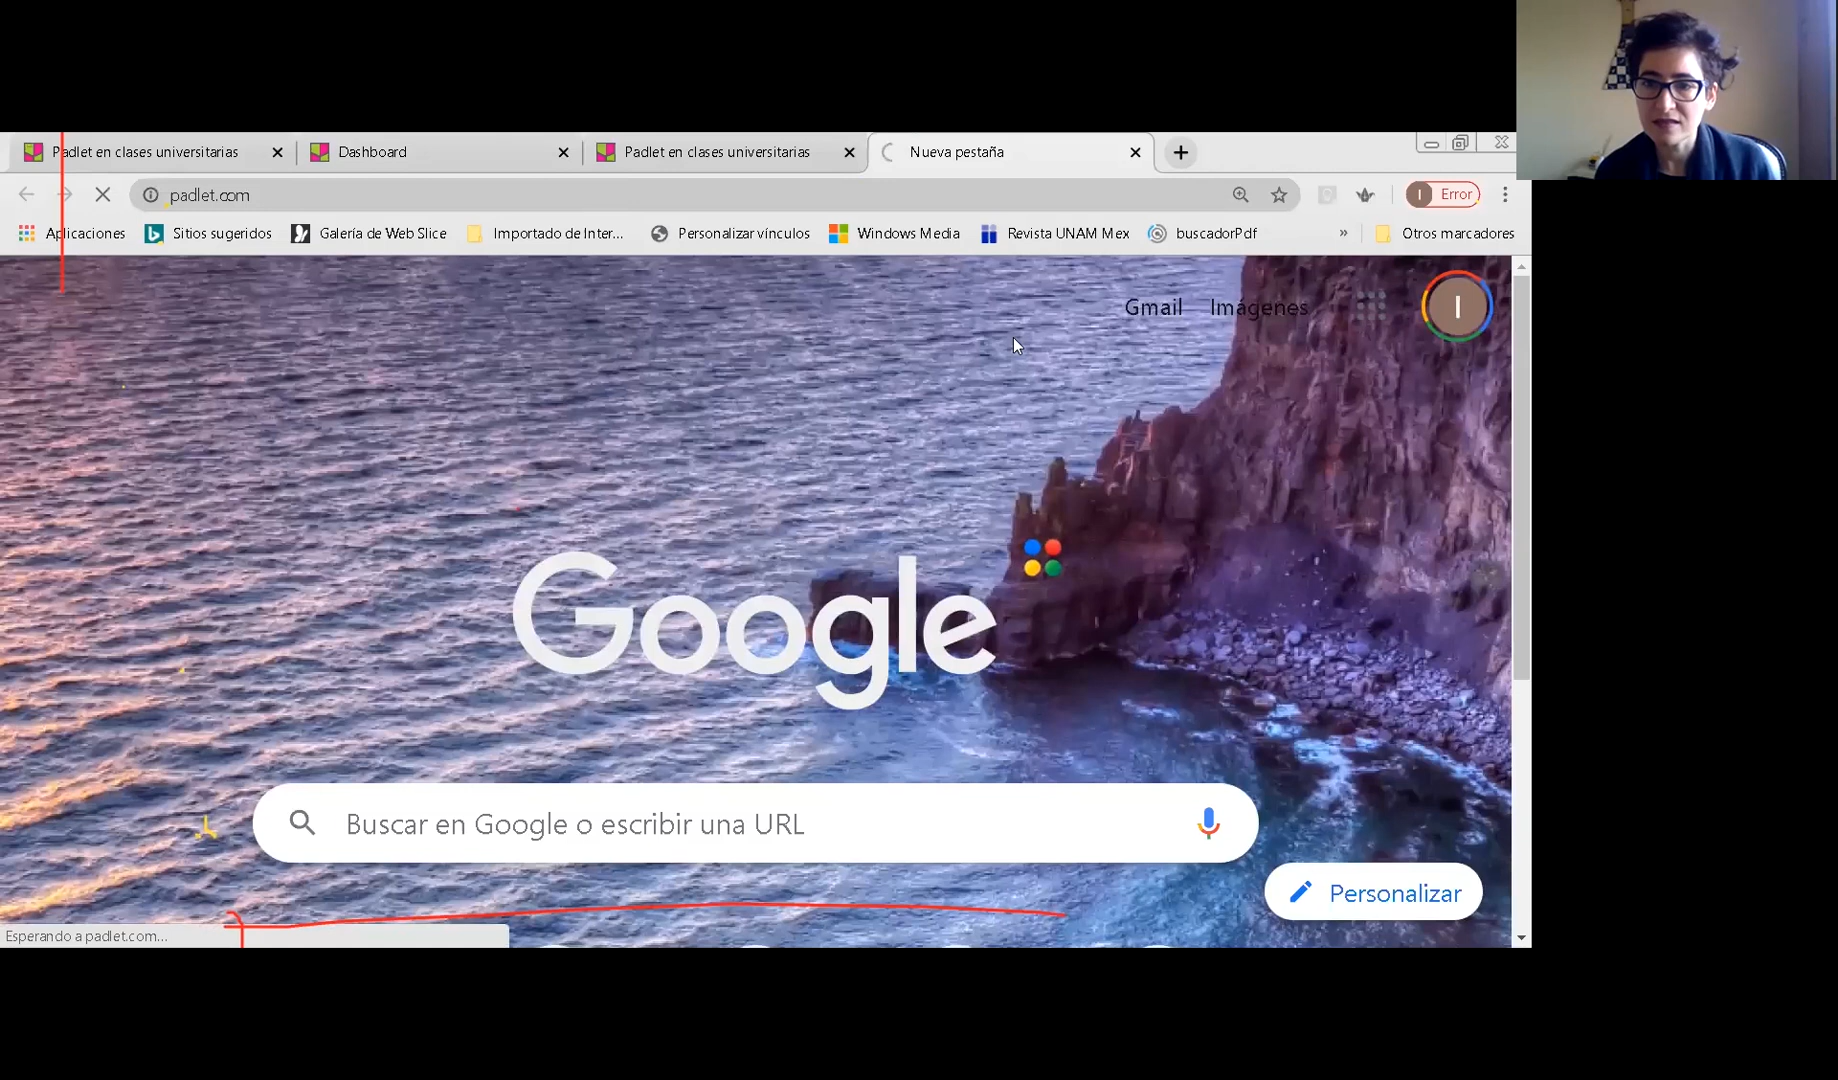 Padlet en clases universitarias
Dashboard
Padlet en clases universitarias
Nueva pestaña
padlet.com
I Error
Aplicaciones
Sitios sugeridos
Galería de Web Slice
Importado de Inter...
Personalizar vínculos
Windows Media
Revista UNAM Mex
buscadorPdf
»
Otros marcadores
Gmail Imágenes
I
Google
Buscar en Google o escribir una URL
Personalizar
Esperando a padlet.com...